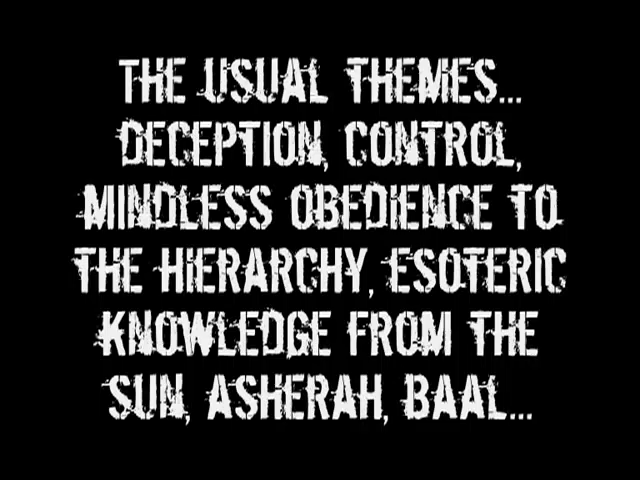 THE USUAL THEMES...
DECEPTION, CONTROL,
MINDLESS OBEDIENCE TO
THE HIERARCHY, ESOTERIC
KNOWLEDGE FROM THE
SUN, ASHERAH, BAAL...